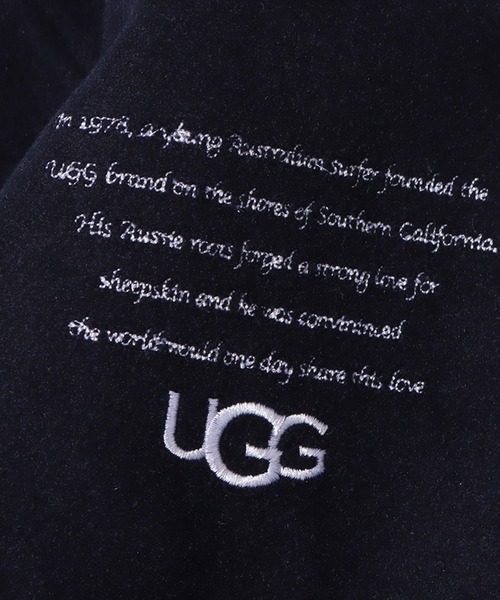 In 1978, a young Australian surfer founded the
UGG brand on the shores of Southern California.
His Aussie roots forged a strong love for
sheepskin and he was convinced
the world would one day share this love
UGG